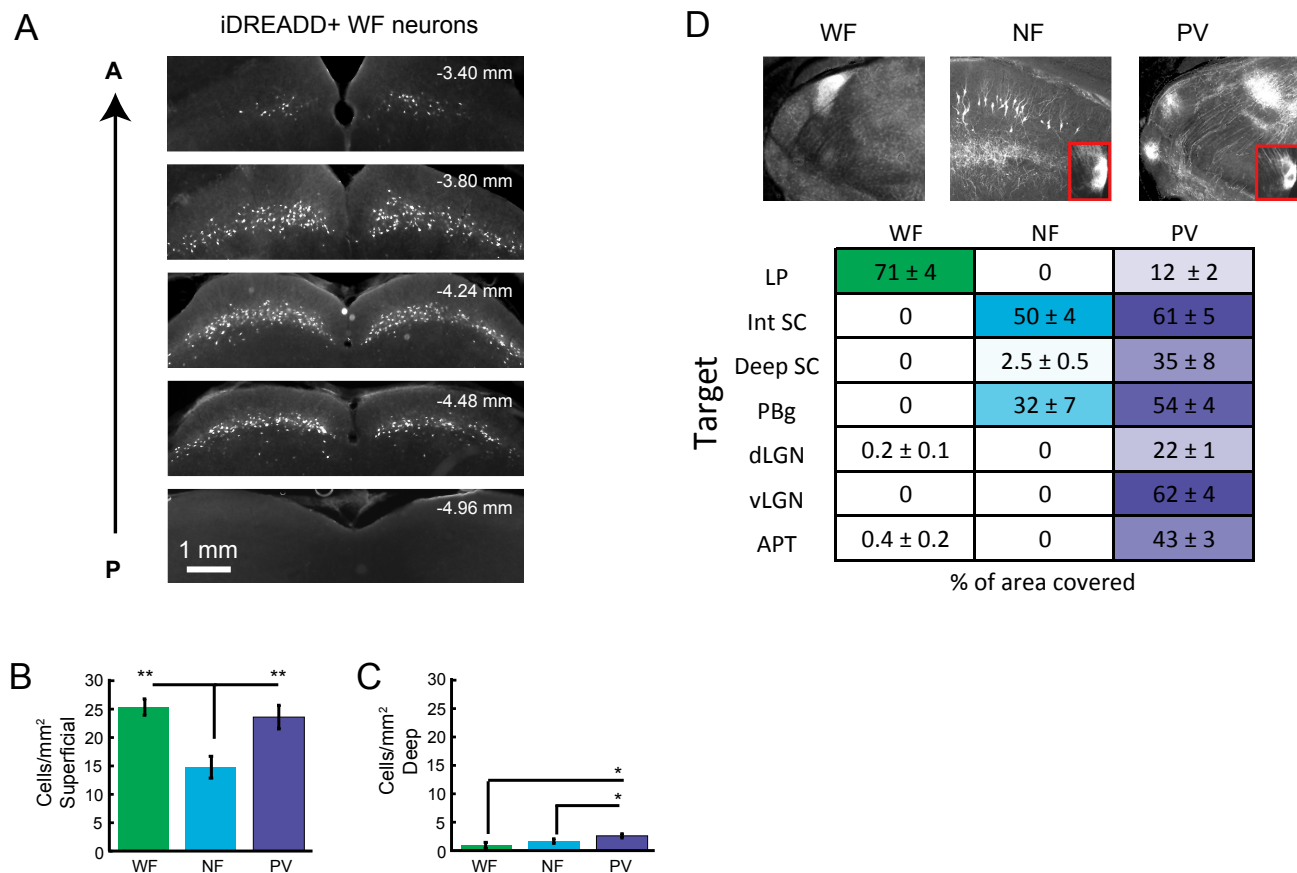 A
iDREADD+ WF neurons
A
-3.40 mm
-3.80 mm
-4.24 mm
-4.48 mm
-4.96 mm
1 mm
P
D
WF NF PV
WF NF PV
Target
LP 71 ± 4 0 12 ± 2
Int SC 0 50 ± 4 61 ± 5
Deep SC 0 2.5 ± 0.5 35 ± 8
PBg 0 32 ± 7 54 ± 4
dLGN 0.2 ± 0.1 0 22 ± 1
vLGN 0 0 62 ± 4
APT 0.4 ± 0.2 0 43 ± 3
% of area covered
B
Cells/mm²
Superficial
30
25
20
15
10
5
0
** **
WF NF PV
C
Cells/mm²
Deep
30
25
20
15
10
5
0
*
*
WF NF PV